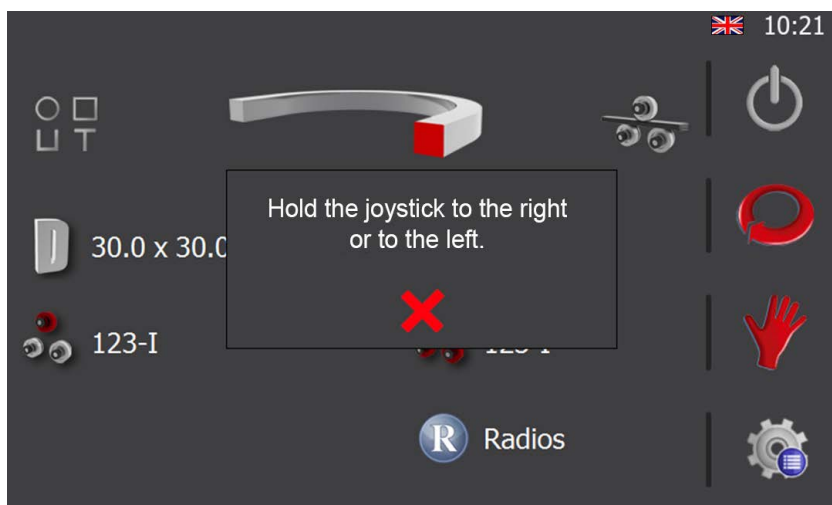 10:21
Hold the joystick to the right
or to the left.
30.0 x 30.0
123-I
R Radios